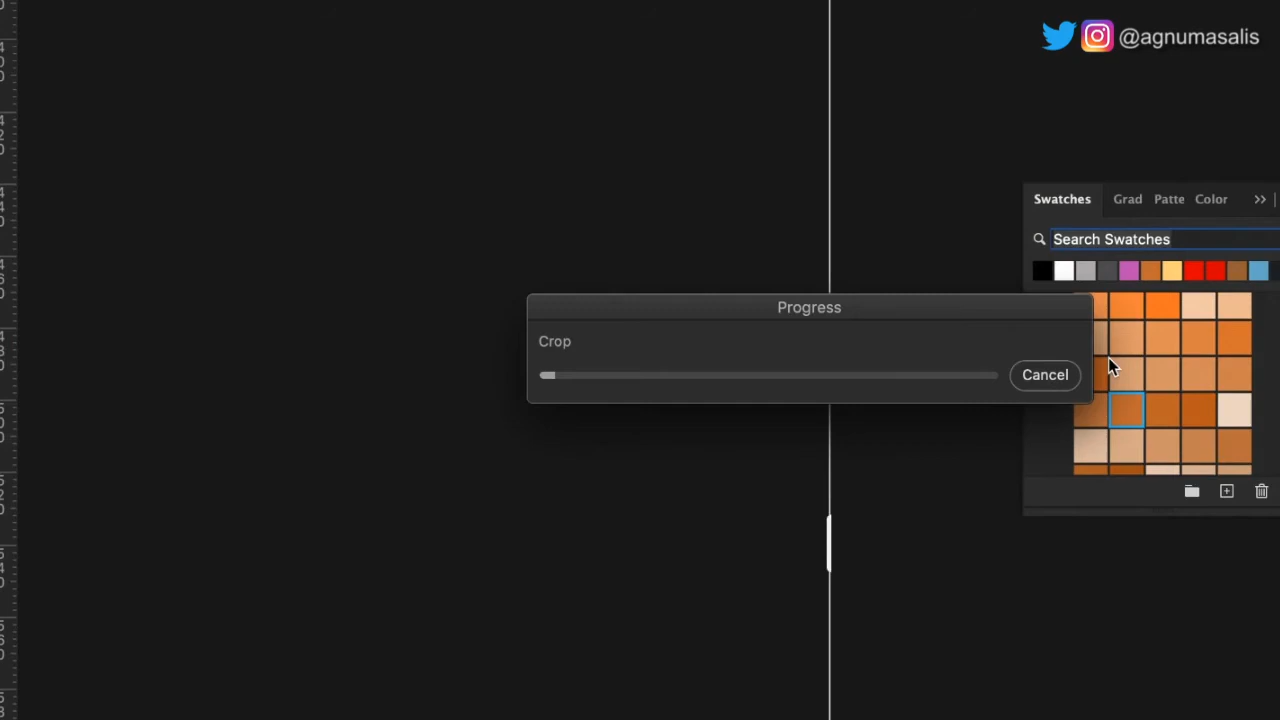 @agnumasalis
Swatches Grad Patte Color
Search Swatches
Progress
Crop
Cancel